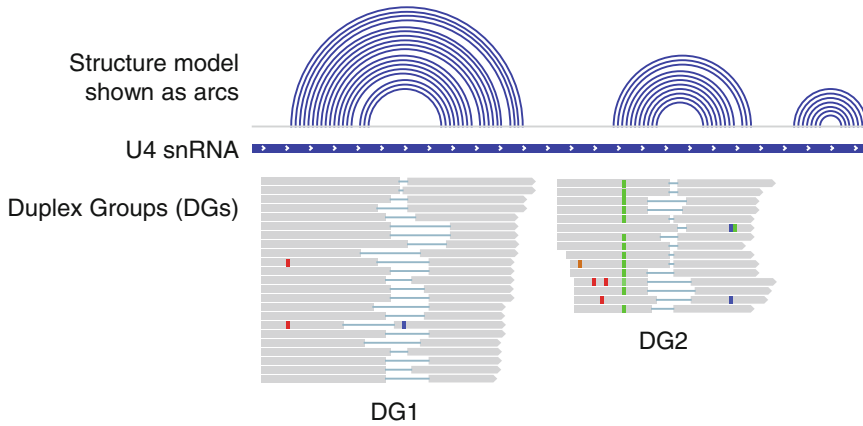 Structure model
shown as arcs
U4 snRNA
Duplex Groups (DGs)
DG2
DG1